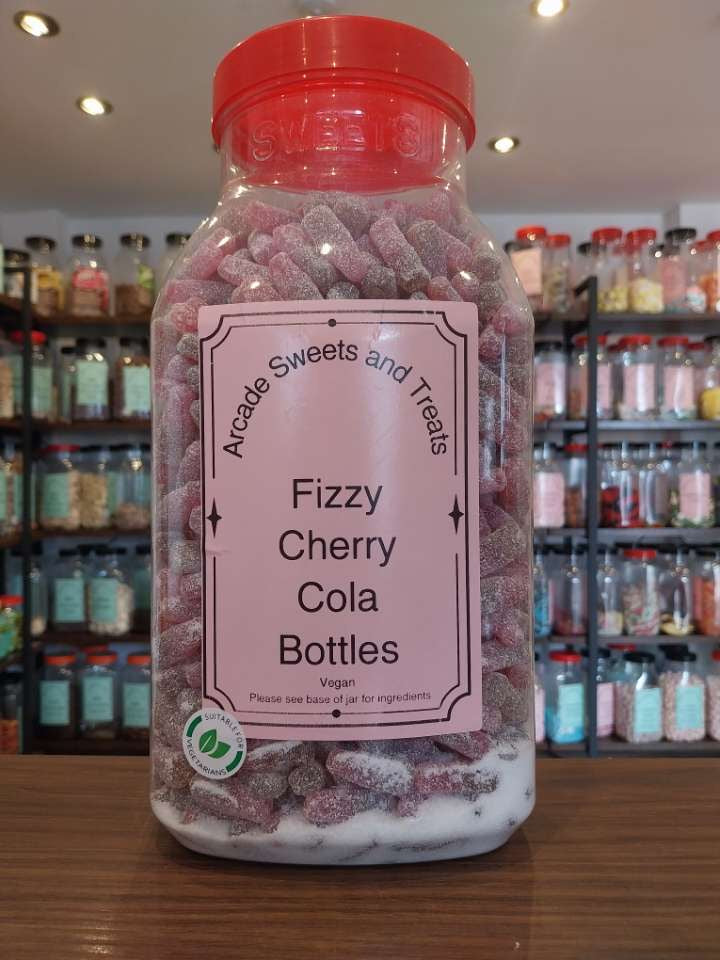 SWEETS
Arcade Sweets and Treats
Fizzy
Cherry
Cola
Bottles
Vegan
Please see base of jar for ingredients
SUITABLE FOR
VEGETARIANS